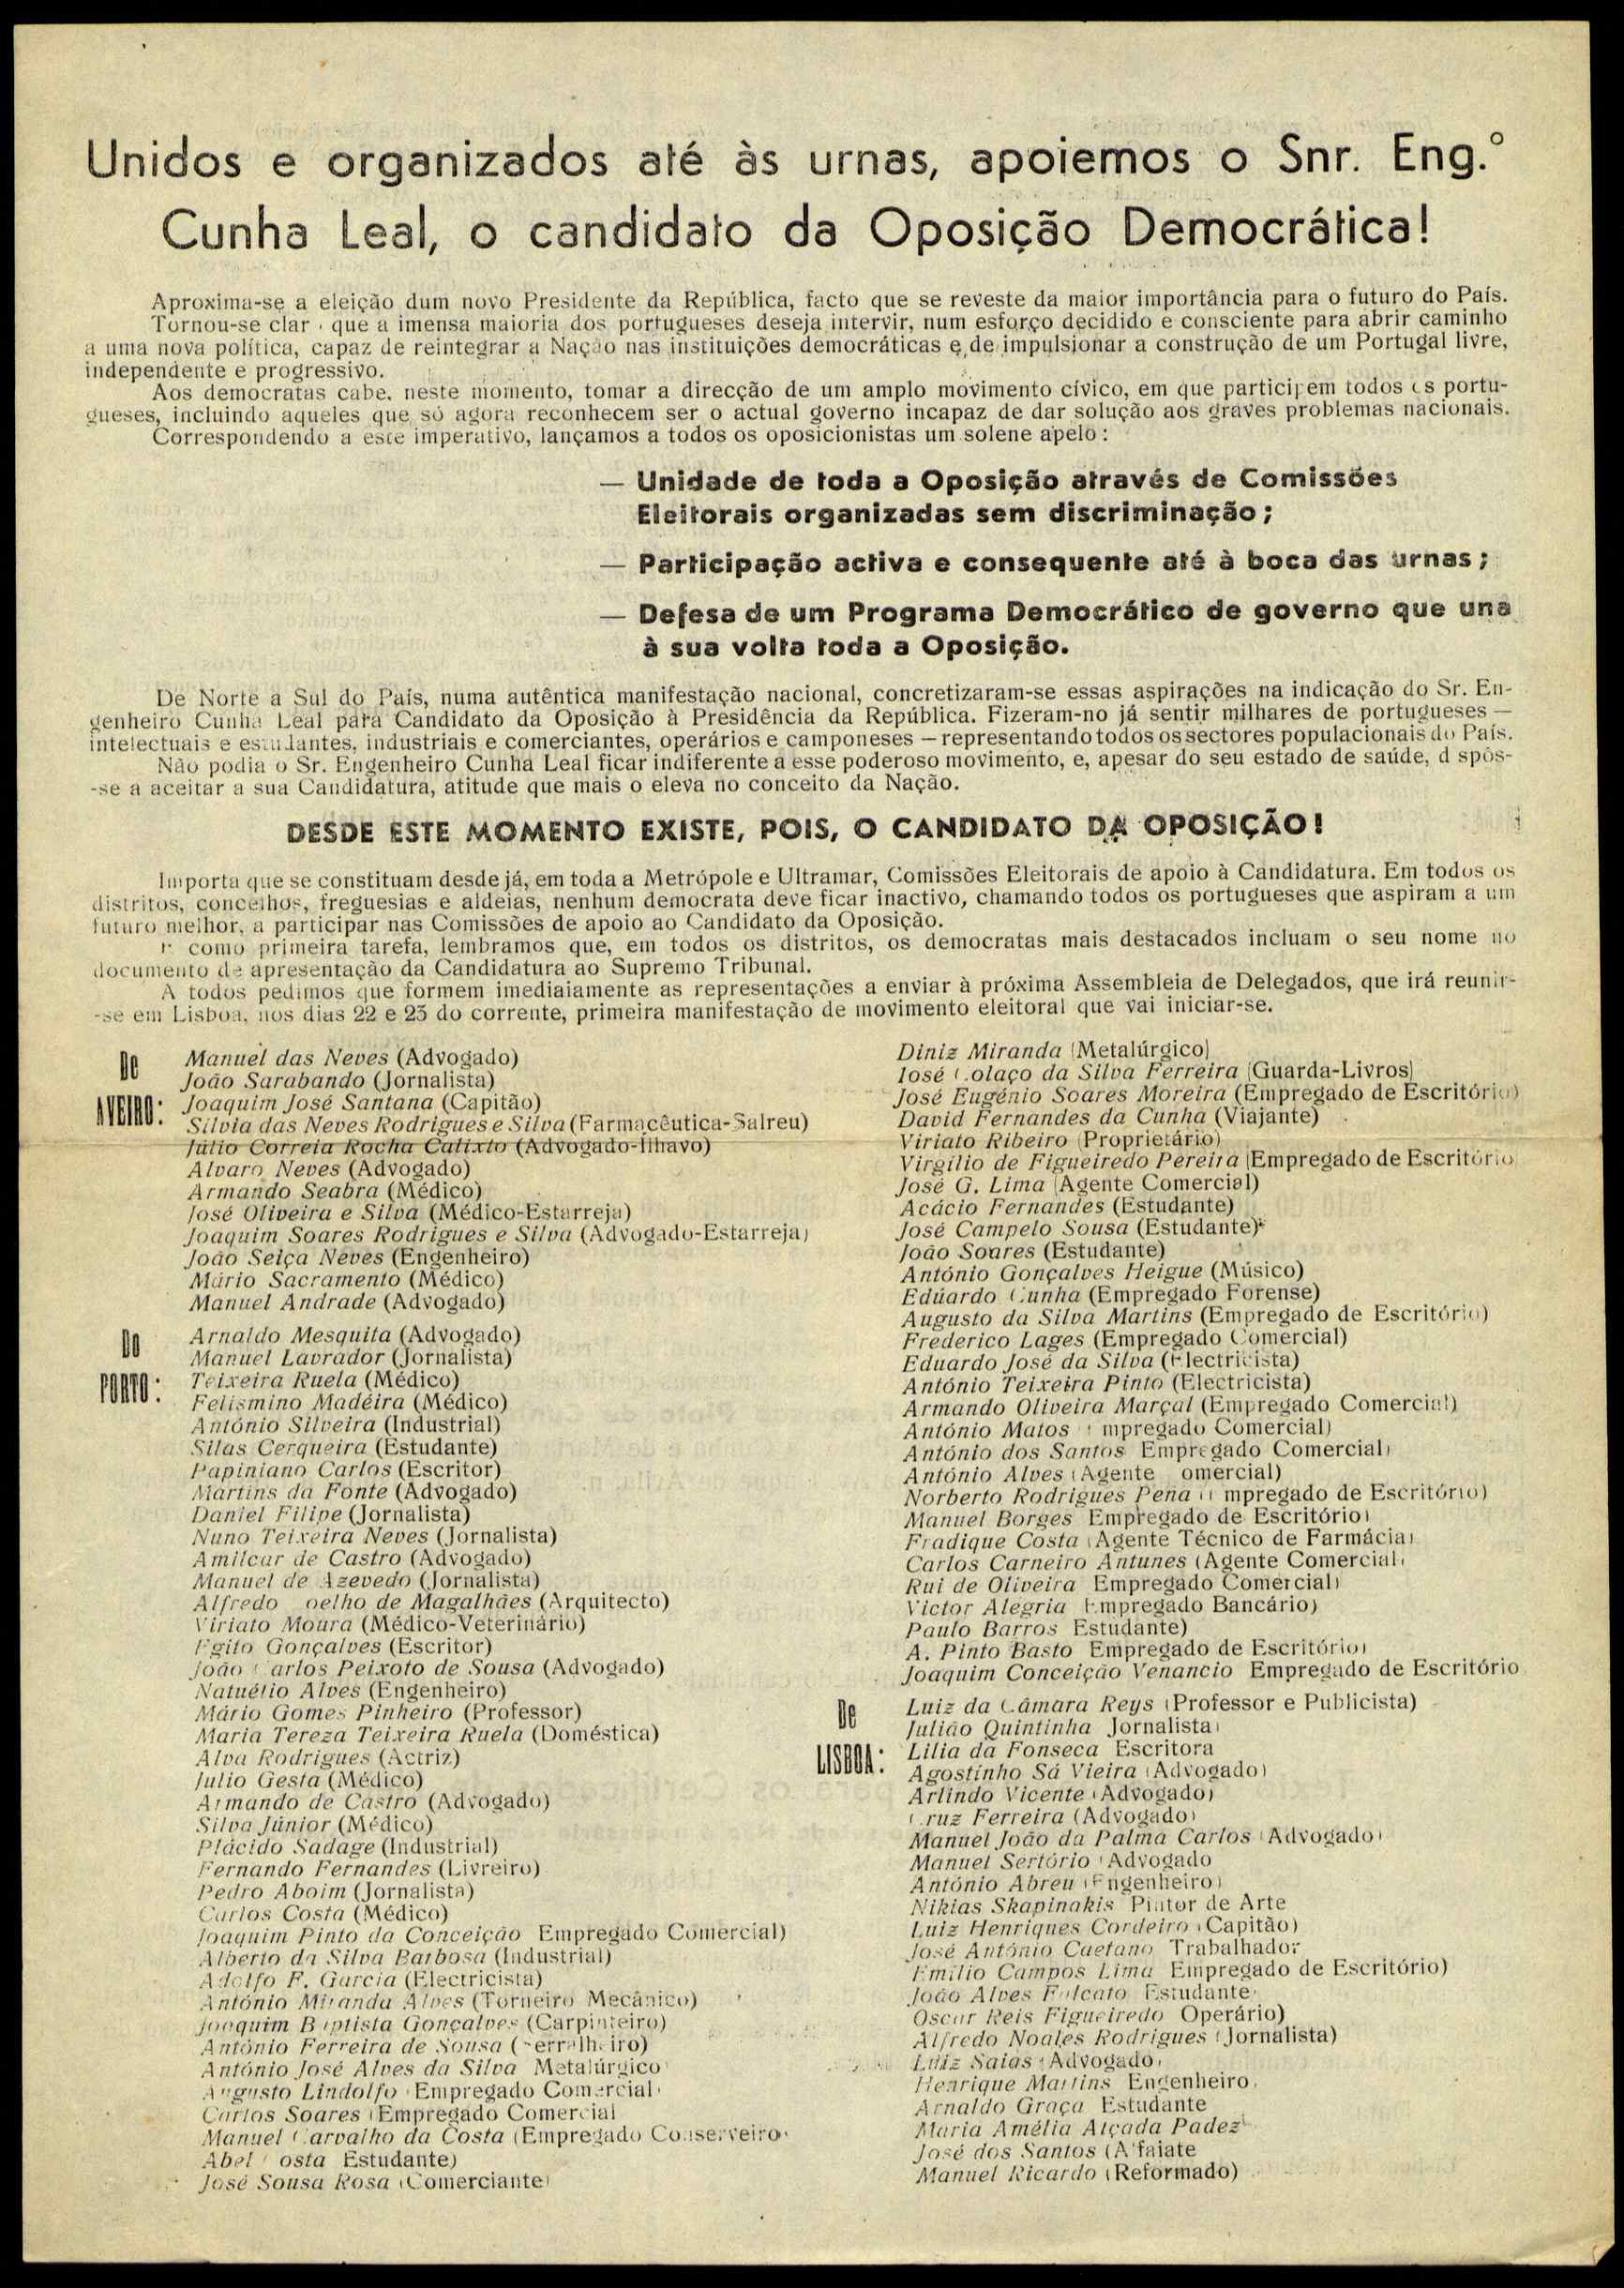 Unidos e organizados até às urnas, apoiemos o Snr. Eng.º
Cunha Leal, o candidato da Oposição Democrática!
Aproxima-se a eleição dum novo Presidente da República, facto que se reveste da maior importância para o futuro do País.
Tornou-se clar que a imensa maioria dos portugueses deseja intervir, num esforço decidido e consciente para abrir caminho
a uma nova política, capaz de reintegrar a Nação nas instituições democráticas e de impulsionar a construção de um Portugal livre,
independente e progressivo.
Aos democratas cabe, neste momento, tomar a direcção de um amplo movimento cívico, em que participem todos os portu-
gueses, incluindo aqueles que só agora reconhecem ser o actual governo incapaz de dar solução aos graves problemas nacionais.
Correspondendo a este imperativo, lançamos a todos os oposicionistas um solene apelo:
— Unidade de toda a Oposição através de Comissões
Eleitorais organizadas sem discriminação;
— Participação activa e consequente até à boca das urnas;
— Defesa de um Programa Democrático de governo que una
à sua volta toda a Oposição.
De Norte a Sul do País, numa autêntica manifestação nacional, concretizaram-se essas aspirações na indicação do Sr. En-
genheiro Cunha Leal para Candidato da Oposição à Presidência da República. Fizeram-no já sentir milhares de portugueses —
intelectuais e estudantes, industriais e comerciantes, operários e camponeses — representando todos os sectores populacionais do País.
Não podia o Sr. Engenheiro Cunha Leal ficar indiferente a esse poderoso movimento, e, apesar do seu estado de saúde, d spôs-
-se a aceitar a sua Candidatura, atitude que mais o eleva no conceito da Nação.
DESDE ESTE MOMENTO EXISTE, POIS, O CANDIDATO DA OPOSIÇÃO!
Importa que se constituam desde já, em toda a Metrópole e Ultramar, Comissões Eleitorais de apoio à Candidatura. Em todos os
distritos, concelhos, freguesias e aldeias, nenhum democrata deve ficar inactivo, chamando todos os portugueses que aspiram a um
futuro melhor, a participar nas Comissões de apoio ao Candidato da Oposição.
E como primeira tarefa, lembramos que, em todos os distritos, os democratas mais destacados incluam o seu nome no
documento de apresentação da Candidatura ao Supremo Tribunal.
A todos pedimos que formem imediaiamente as representações a enviar à próxima Assembleia de Delegados, que irá reunir-
-se em Lisboa, nos dias 22 e 23 do corrente, primeira manifestação de movimento eleitoral que vai iniciar-se.
De
AVEIRO:
Manuel das Neves (Advogado)
João Sarabando (Jornalista)
Joaquim José Santana (Capitão)
Sílvia das Neves Rodrigues e Silva (Farmacêutica-Salreu)
Júlio Correia Rocha Calixto (Advogado-Ilhavo)
Alvaro Neves (Advogado)
Armando Seabra (Médico)
José Oliveira e Silva (Médico-Estarreja)
Joaquim Soares Rodrigues e Silva (Advogado-Estarreja)
João Seiça Neves (Engenheiro)
Mário Sacramento (Médico)
Manuel Andrade (Advogado)
Do
PORTO:
Arnaldo Mesquita (Advogado)
Manuel Lavrador (Jornalista)
Teixeira Ruela (Médico)
Felismino Madeira (Médico)
António Silveira (Industrial)
Silas Cerqueira (Estudante)
Papiniano Carlos (Escritor)
Martins da Fonte (Advogado)
Daniel Filipe (Jornalista)
Nuno Teixeira Neves (Jornalista)
Amilcar de Castro (Advogado)
Manuel de Azevedo (Jornalista)
Alfredo oelho de Magalhães (Arquitecto)
Viriato Moura (Médico-Veterinário)
Egito Gonçalves (Escritor)
João Carlos Peixoto de Sousa (Advogado)
Natuélio Alves (Engenheiro)
Mário Gomes Pinheiro (Professor)
Maria Tereza Teixeira Ruela (Doméstica)
Alva Rodrigues (Actriz)
Julio Gesta (Médico)
Armando de Castro (Advogado)
Silva Júnior (Médico)
Plácido Sadage (Industrial)
Fernando Fernandes (Livreiro)
Pedro Aboim (Jornalista)
Carlos Costa (Médico)
Joaquim Pinto da Conceição Empregado Comercial)
Alberto da Silva Barbosa (Industrial)
Adolfo F. Garcia (Electricista)
António Miranda Alves (Torneiro Mecânico)
Joaquim Baptista Gonçalves (Carpinteiro)
António Ferreira de Sousa (Serralheiro)
António José Alves da Silva Metalúrgico
Augusto Lindolfo Empregado Comercial
Carlos Soares (Empregado Comercial
Manuel Carvalho da Costa (Empregado Conserveiro
Abel osta Estudante)
José Sousa Rosa (Comerciante)
Diniz Miranda (Metalúrgico)
José Colaço da Silva Ferreira (Guarda-Livros)
José Eugénio Soares Moreira (Empregado de Escritório)
David Fernandes da Cunha (Viajante)
Viriato Ribeiro (Proprietário)
Virgílio de Figueiredo Pereira (Empregado de Escritório
José G. Lima (Agente Comercial)
Acácio Fernandes (Estudante)
José Campelo Sousa (Estudante)
João Soares (Estudante)
António Gonçalves Heigue (Músico)
Eduardo Cunha (Empregado Forense)
Augusto da Silva Martins (Empregado de Escritório)
Frederico Lages (Empregado Comercial)
Eduardo José da Silva (Electricista)
António Teixeira Pinto (Electricista)
Armando Oliveira Marçal (Empregado Comercial)
António Matos mpregado Comercial)
António dos Santos Empregado Comercial)
António Alves (Agente omercial)
Norberto Rodrigues Pena ( mpregado de Escritório)
Manuel Borges Empregado de Escritório)
Fradique Costa (Agente Técnico de Farmácia)
Carlos Carneiro Antunes (Agente Comercial)
Rui de Oliveira Empregado Comercial)
Victor Alegria Empregado Bancário)
Paulo Barros Estudante)
A. Pinto Basto Empregado de Escritório)
Joaquim Conceição Venancio Empregado de Escritório
De
LISBOA:
Luiz da Câmara Reys (Professor e Publicista)
Julião Quintinha Jornalista)
Lilia da Fonseca Escritora
Agostinho Sá Vieira (Advogado)
Arlindo Vicente (Advogado)
Cruz Ferreira (Advogado)
Manuel João da Palma Carlos (Advogado)
Manuel Sertório (Advogado
António Abreu (Engenheiro)
Nikias Skapinakis Pintor de Arte
Luiz Henriques Cordeiro (Capitão)
José António Caetano Trabalhador
Emílio Campos Lima Empregado de Escritório)
João Alves Falcato Estudante
Oscar Reis Figueiredo Operário)
Alfredo Noales Rodrigues (Jornalista)
Luiz Saias (Advogado)
Henrique Martins Engenheiro
Arnaldo Graça Estudante
Maria Amélia Alçada Padez
José dos Santos (Alfaiate
Manuel Ricardo (Reformado)